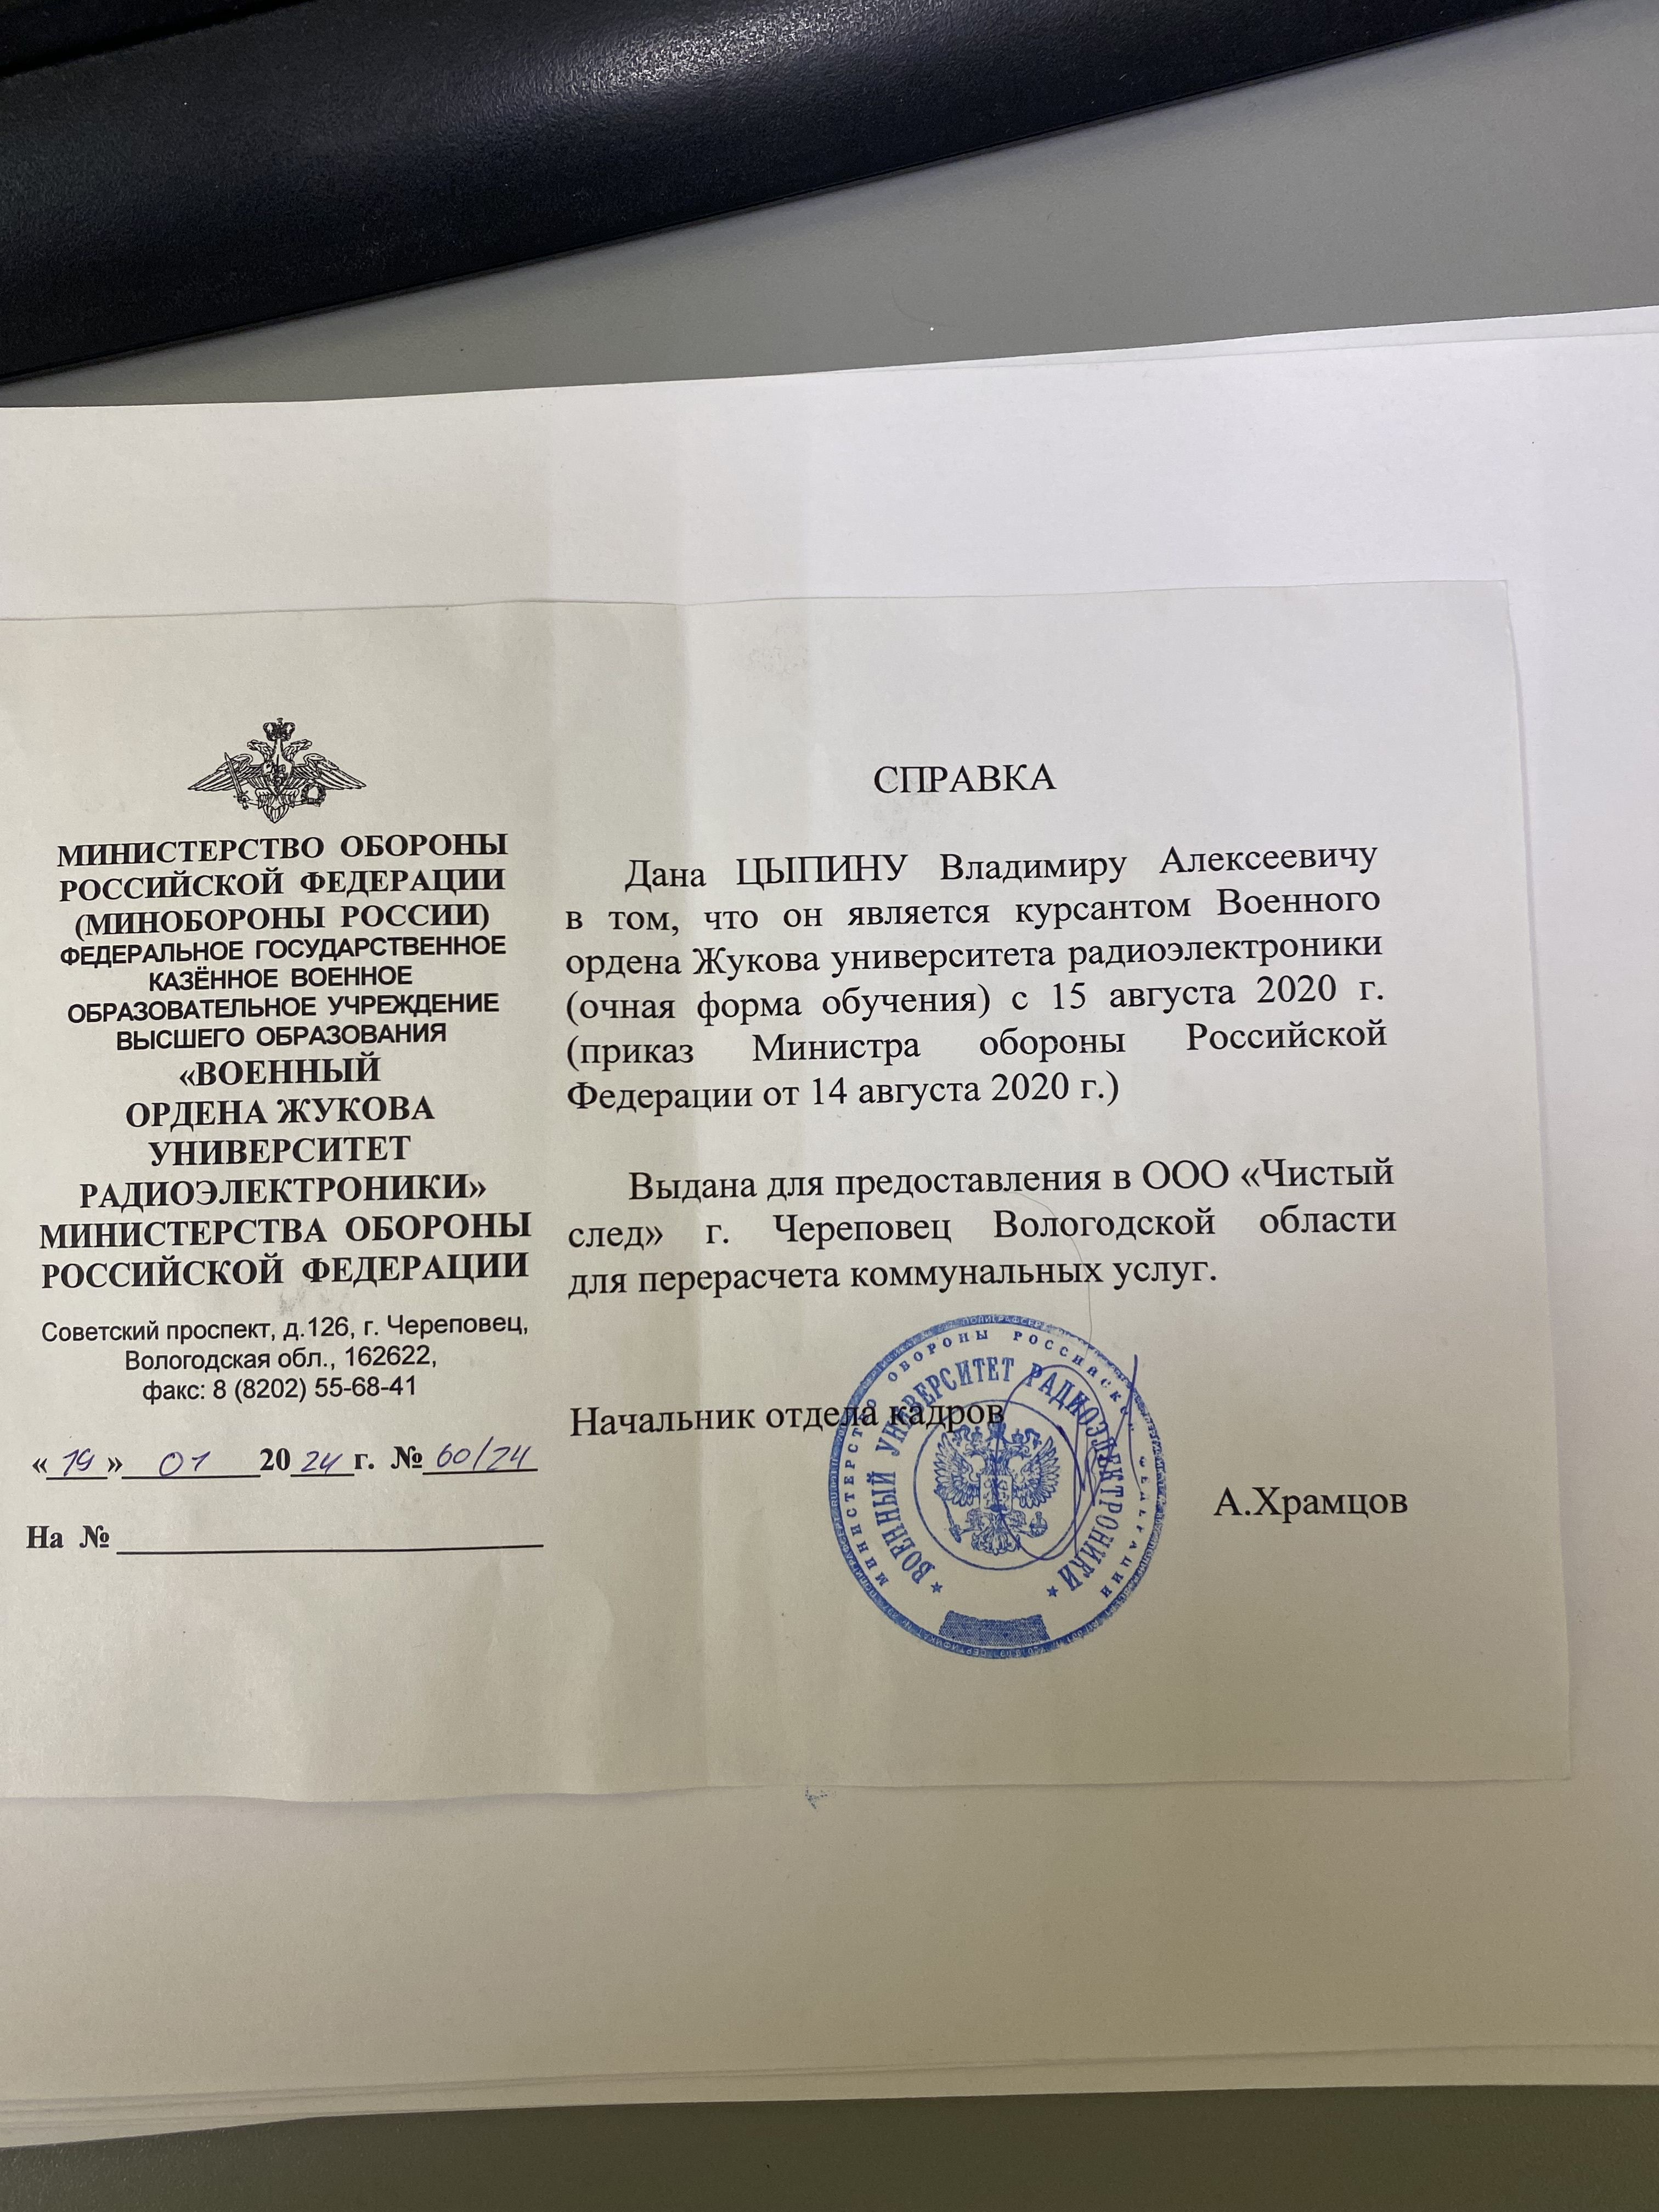 МИНИСТЕРСТВО ОБОРОНЫ
РОССИЙСКОЙ ФЕДЕРАЦИИ
(МИНОБОРОНЫ РОССИИ)
ФЕДЕРАЛЬНОЕ ГОСУДАРСТВЕННОЕ
КАЗЁННОЕ ВОЕННОЕ
ОБРАЗОВАТЕЛЬНОЕ УЧРЕЖДЕНИЕ
ВЫСШЕГО ОБРАЗОВАНИЯ
«ВОЕННЫЙ
ОРДЕНА ЖУКОВА
УНИВЕРСИТЕТ
РАДИОЭЛЕКТРОНИКИ»
МИНИСТЕРСТВА ОБОРОНЫ
РОССИЙСКОЙ ФЕДЕРАЦИИ
Советский проспект, д.126, г. Череповец,
Вологодская обл., 162622,
факс: 8 (8202) 55-68-41
«19» 01 2024 г. № 60/24
На №
СПРАВКА
Дана ЦЫПИНУ Владимиру Алексеевичу
в том, что он является курсантом Военного
ордена Жукова университета радиоэлектроники
(очная форма обучения) с 15 августа 2020 г.
(приказ Министра обороны Российской
Федерации от 14 августа 2020 г.)
Выдана для предоставления в ООО «Чистый
след» г. Череповец Вологодской области
для перерасчета коммунальных услуг.
Начальник отдела кадров
А.Храмцов
МИНИСТЕРСТВО ОБОРОНЫ РОССИЙСКОЙ ФЕДЕРАЦИИ
ВОЕННЫЙ УНИВЕРСИТЕТ РАДИОЭЛЕКТРОНИКИ